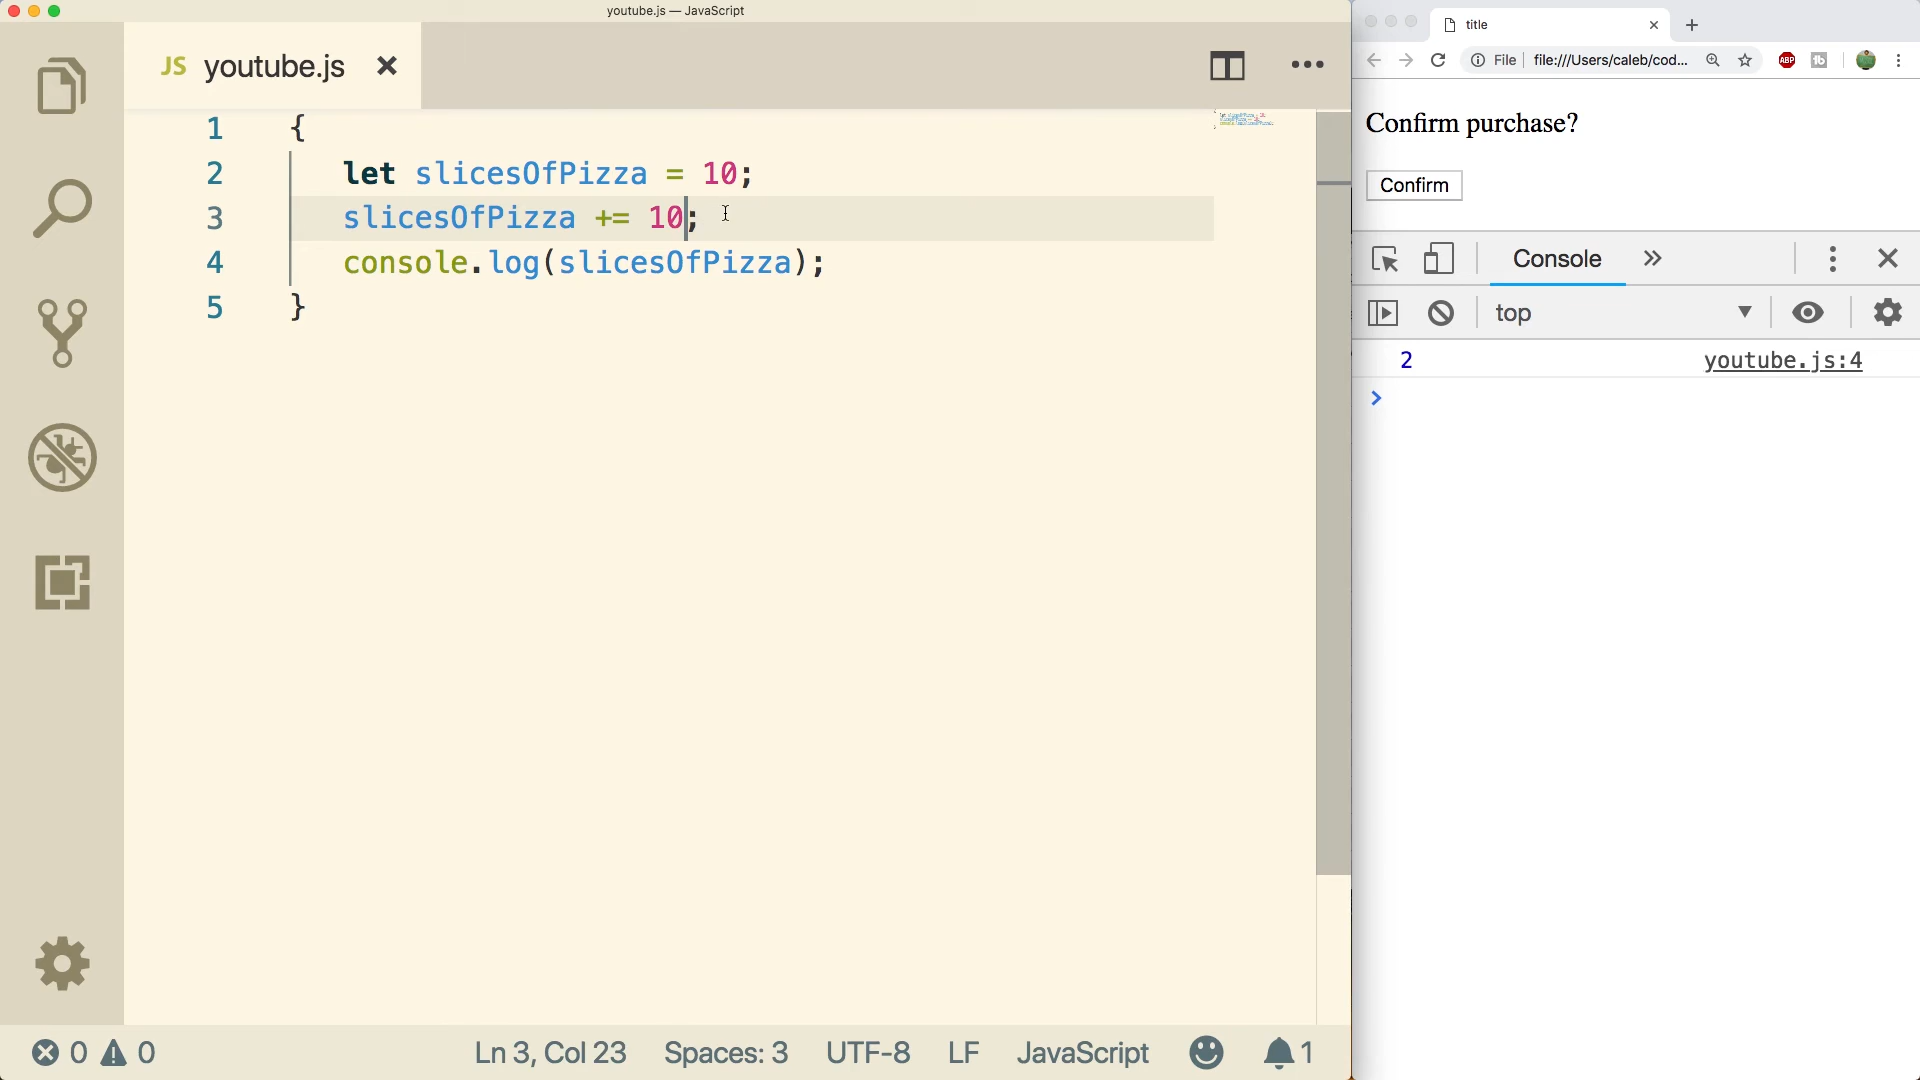 youtube.js — JavaScript
JS youtube.js
1 {
2 let slicesOfPizza = 10;
3 slicesOfPizza += 10;
4 console.log(slicesOfPizza);
5 }
0 0
Ln 3, Col 23 Spaces: 3 UTF-8 LF JavaScript 1
title
File file:///Users/caleb/cod...
ABP
Confirm purchase?
Confirm
Console
top
2 youtube.js:4